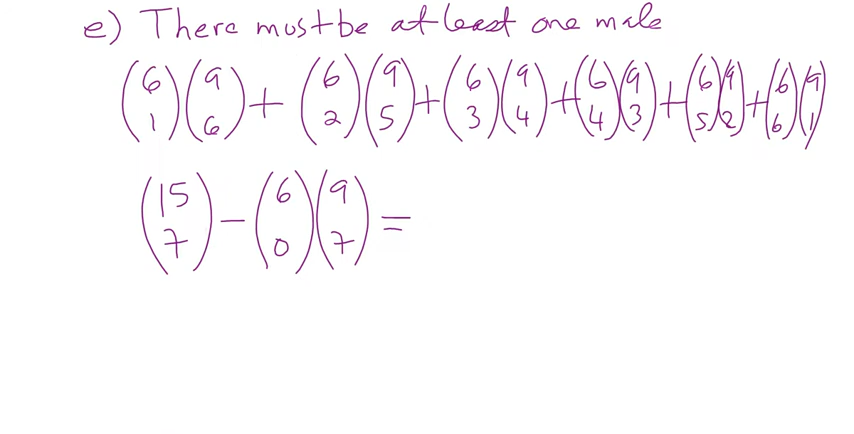 e) There must be at least one male
(6 1)(9 6) + (6 2)(9 5) + (6 3)(9 4) + (6 4)(9 3) + (6 5)(9 2) + (6 6)(9 1)
(15 7) - (6 0)(9 7) =